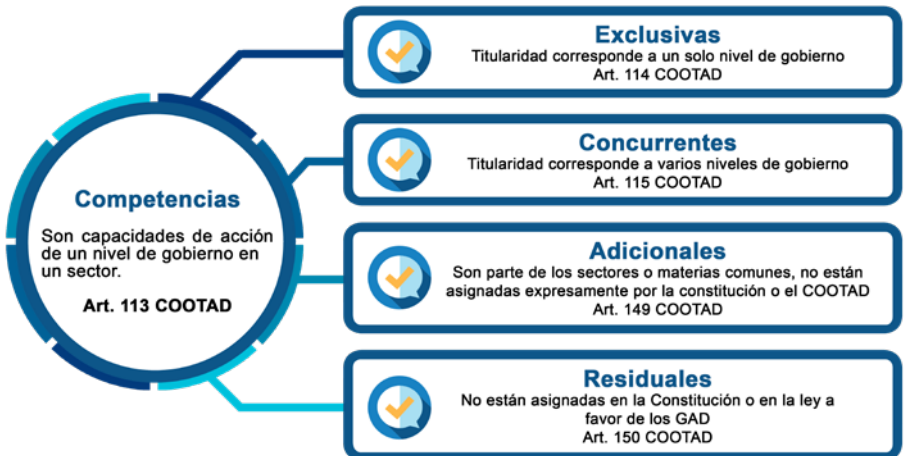 Competencias
Son capacidades de acción
de un nivel de gobierno en
un sector.
Art. 113 COOTAD
Exclusivas
Titularidad corresponde a un solo nivel de gobierno
Art. 114 COOTAD
Concurrentes
Titularidad corresponde a varios niveles de gobierno
Art. 115 COOTAD
Adicionales
Son parte de los sectores o materias comunes, no están
asignadas expresamente por la constitución o el COOTAD
Art. 149 COOTAD
Residuales
No están asignadas en la Constitución o en la ley a
favor de los GAD
Art. 150 COOTAD